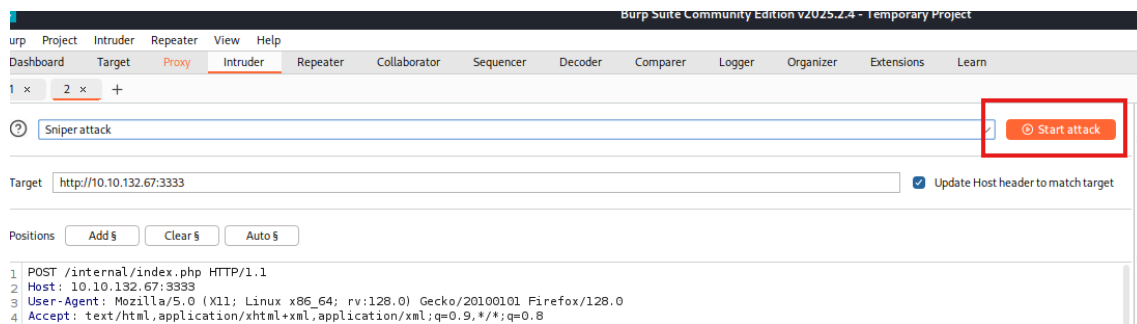 Burp Suite Community Edition v2025.2.4 - Temporary Project
urp Project Intruder Repeater View Help
Dashboard Target Proxy Intruder Repeater Collaborator Sequencer Decoder Comparer Logger Organizer Extensions Learn
1 × 2 × +
? Sniper attack Start attack
Target http://10.10.132.67:3333 Update Host header to match target
Positions Add § Clear § Auto §
1 POST /internal/index.php HTTP/1.1
2 Host: 10.10.132.67:3333
3 User-Agent: Mozilla/5.0 (X11; Linux x86_64; rv:128.0) Gecko/20100101 Firefox/128.0
4 Accept: text/html,application/xhtml+xml,application/xml;q=0.9,*/*;q=0.8